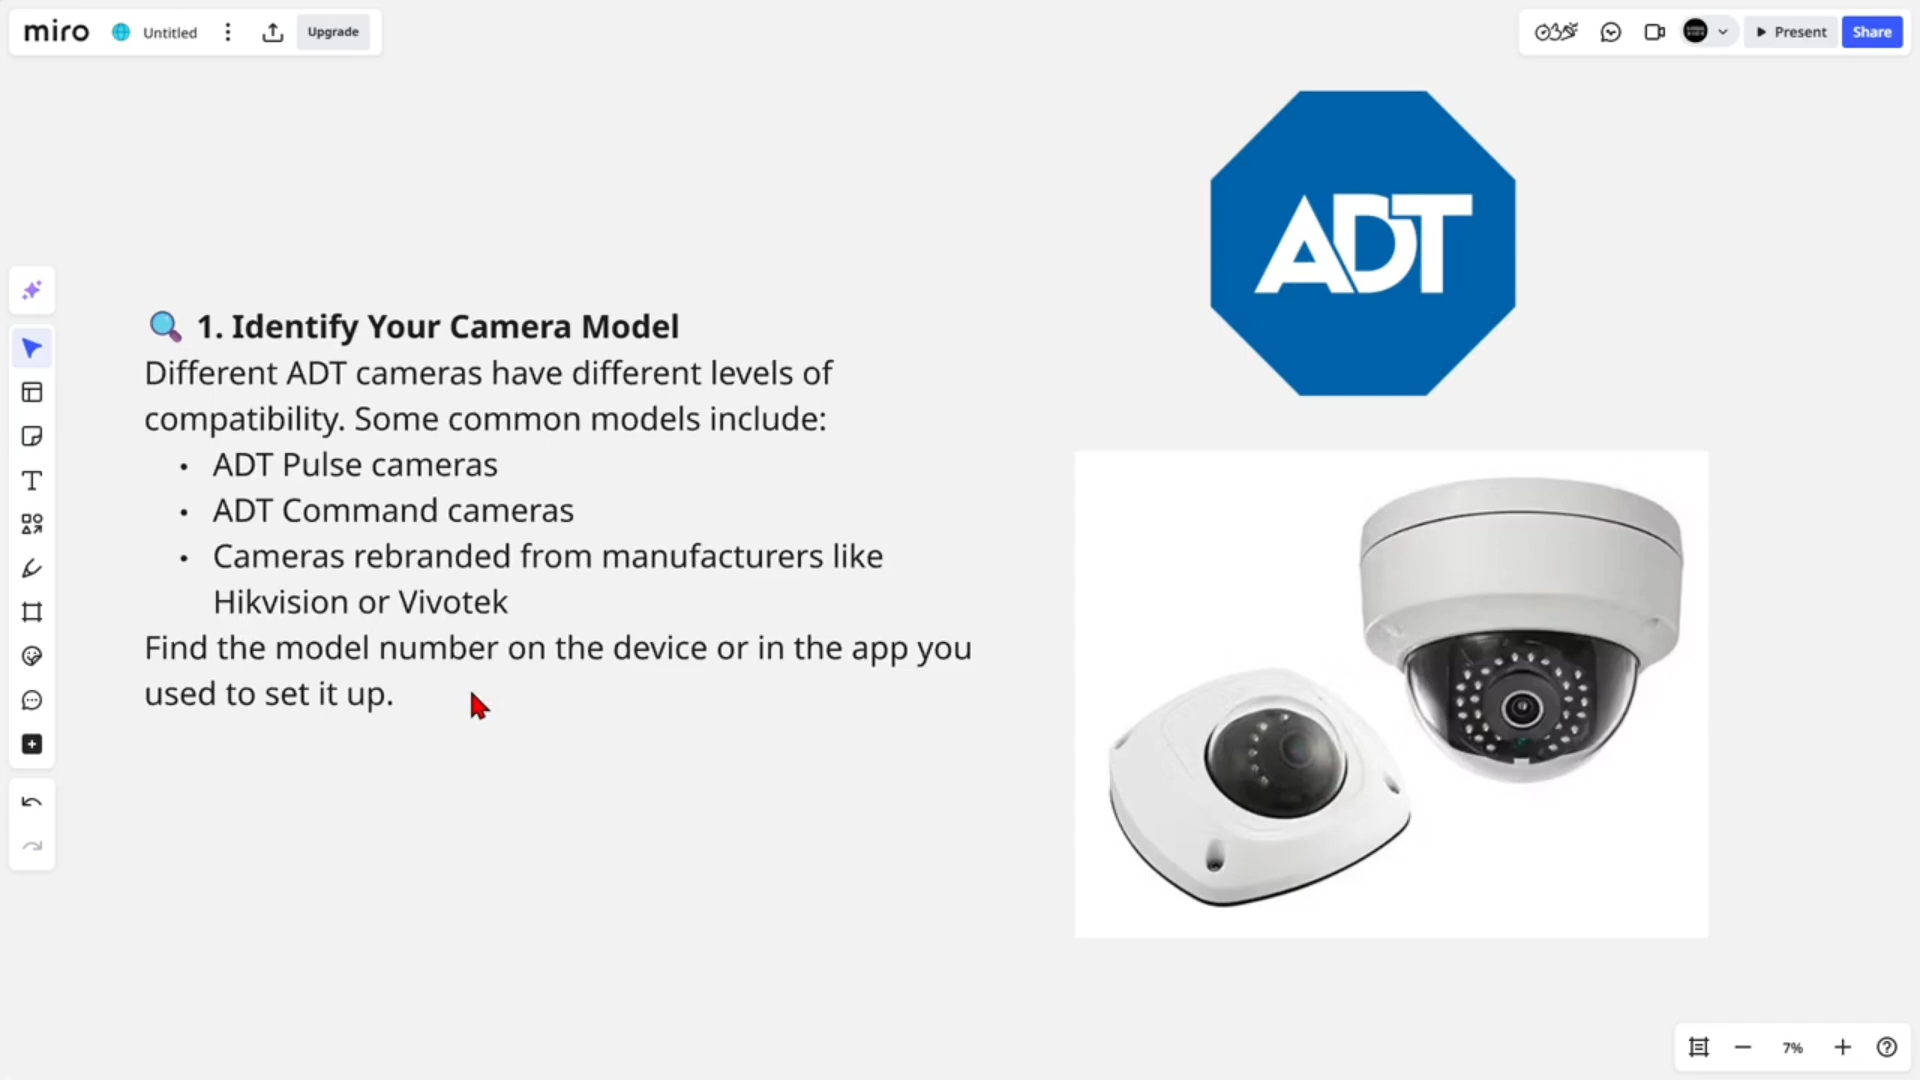 miro
Untitled
Upgrade
Present
Share
ADT
1. Identify Your Camera Model
Different ADT cameras have different levels of
compatibility. Some common models include:
• ADT Pulse cameras
• ADT Command cameras
• Cameras rebranded from manufacturers like
Hikvision or Vivotek
Find the model number on the device or in the app you
used to set it up.
7%